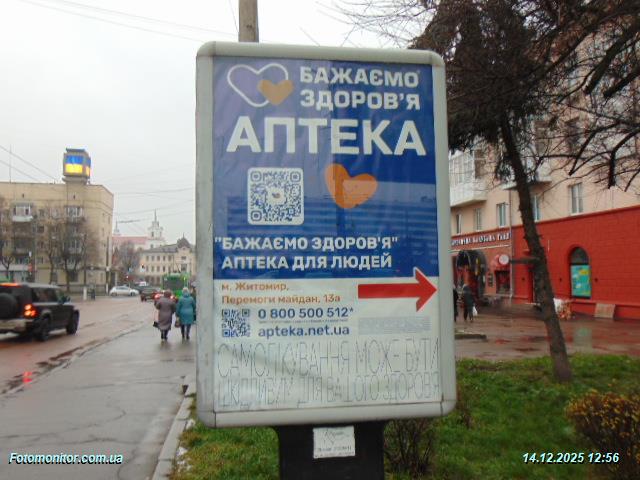 БАЖАЄМО
ЗДОРОВ'Я
АПТЕКА
"БАЖАЄМО ЗДОРОВ'Я"
АПТЕКА ДЛЯ ЛЮДЕЙ
м. Житомир,
Перемоги майдан, 13а
0 800 500 512*
apteka.net.ua
САМОЛІКУВАННЯ МОЖЕ БУТИ
ШКІДЛИВИМ ДЛЯ ВАШОГО ЗДОРОВ'Я
Fotomonitor.com.ua
14.12.2025 12:56